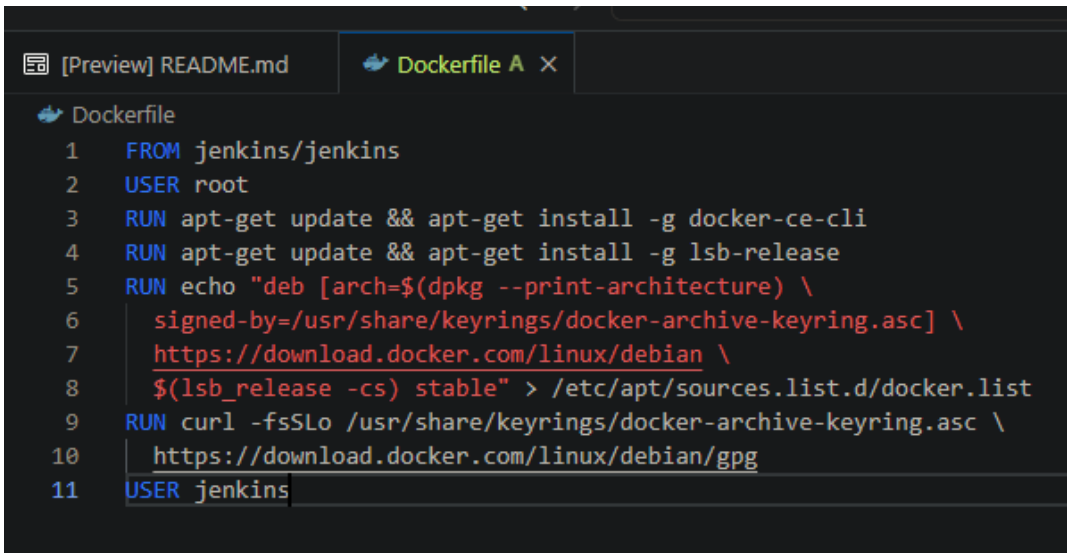 [Preview] README.md
Dockerfile A ×
Dockerfile
1 FROM jenkins/jenkins
2 USER root
3 RUN apt-get update && apt-get install -g docker-ce-cli
4 RUN apt-get update && apt-get install -g lsb-release
5 RUN echo "deb [arch=$(dpkg --print-architecture) \
6 signed-by=/usr/share/keyrings/docker-archive-keyring.asc] \
7 https://download.docker.com/linux/debian \
8 $(lsb_release -cs) stable" > /etc/apt/sources.list.d/docker.list
9 RUN curl -fsSLo /usr/share/keyrings/docker-archive-keyring.asc \
10 https://download.docker.com/linux/debian/gpg
11 USER jenkins